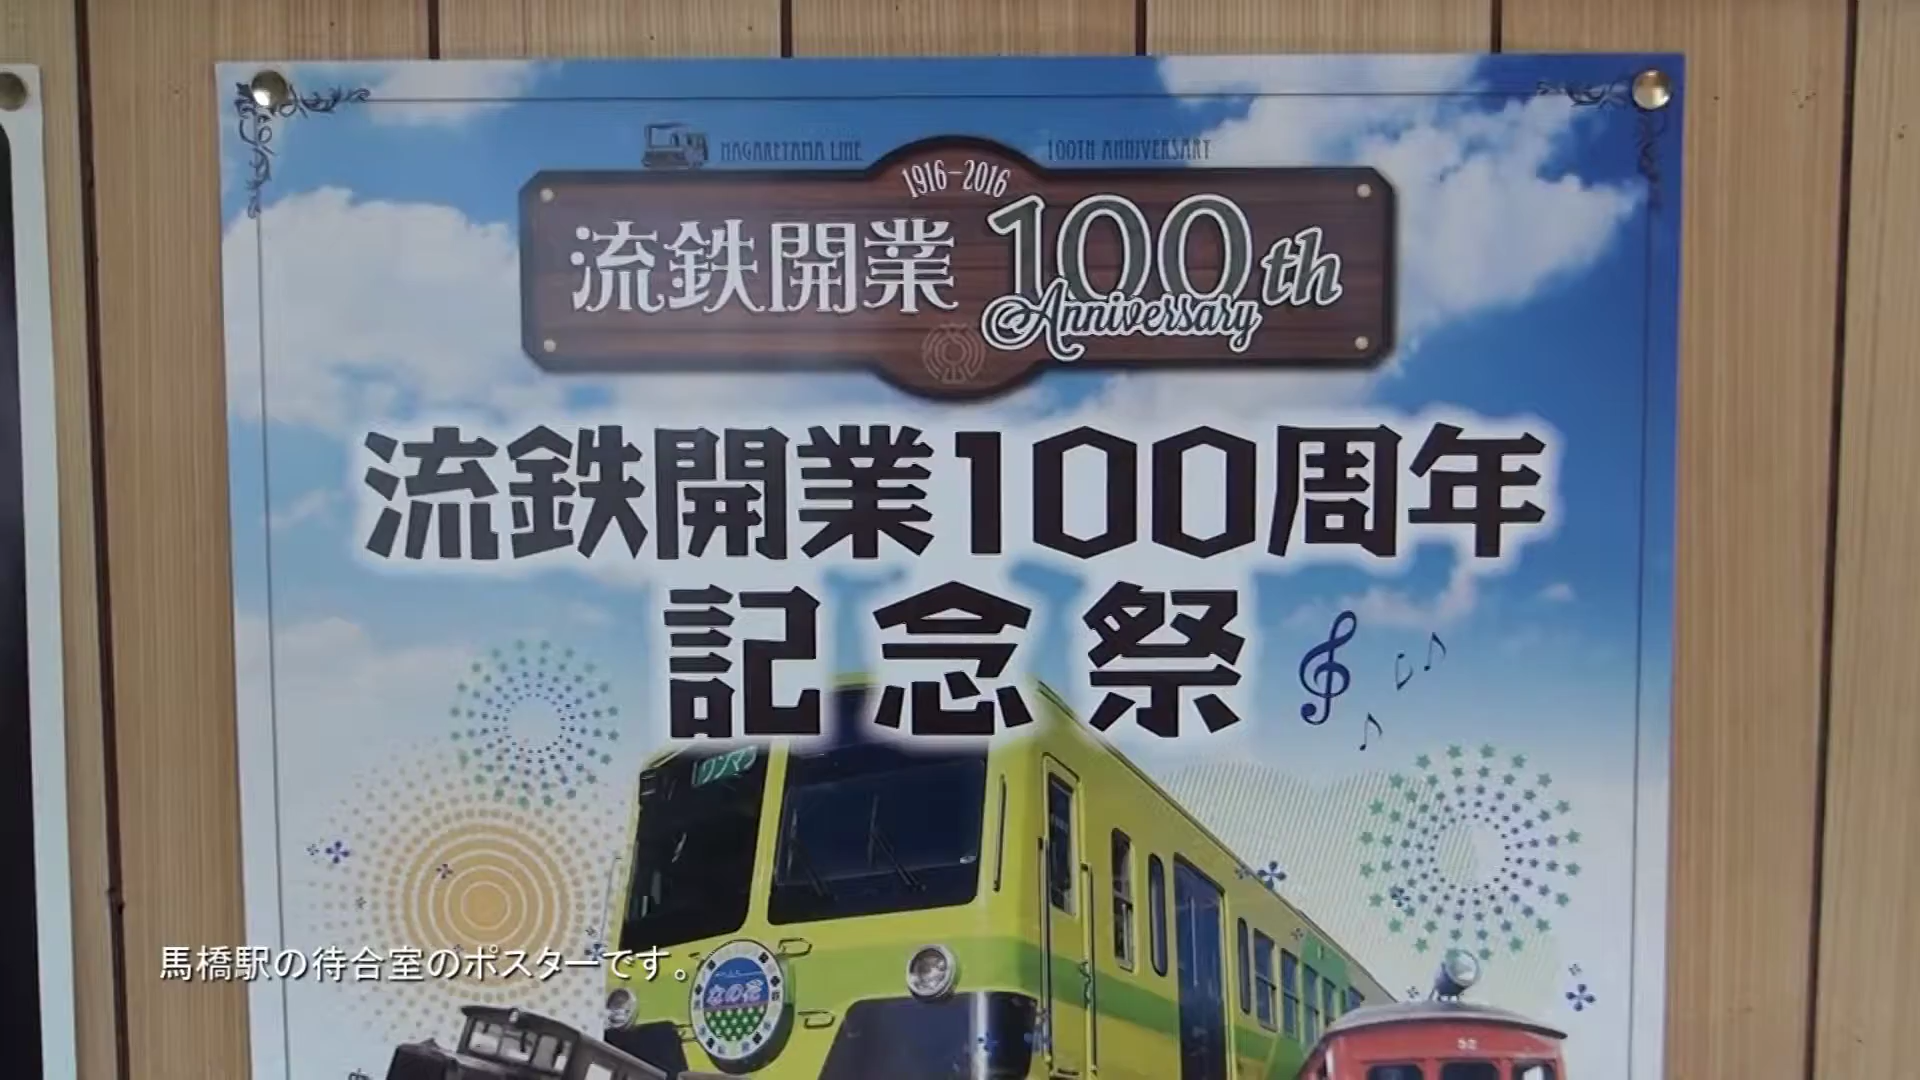 NAGAREYAMA LINE 100TH ANNIVERSARY
1916-2016
流鉄開業 100th
Anniversary
流鉄開業100周年
記念祭
ワンマン
馬橋駅の待合室のポスターです。
なの花
52